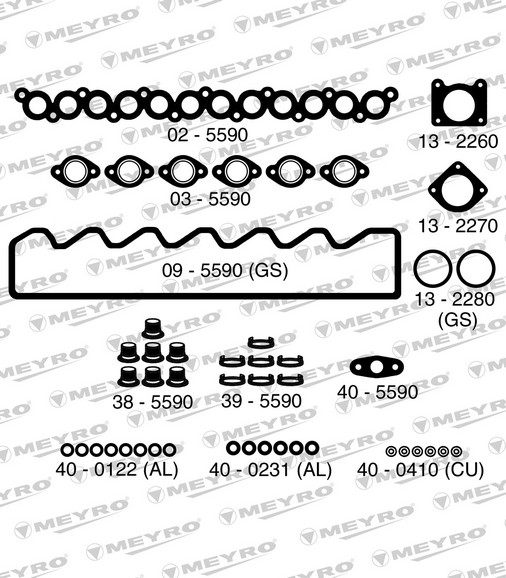 02 - 5590
13 - 2260
03 - 5590
13 - 2270
09 - 5590 (GS)
13 - 2280
(GS)
38 - 5590
39 - 5590
40 - 5590
40 - 0122 (AL)
40 - 0231 (AL)
40 - 0410 (CU)
MEYRO